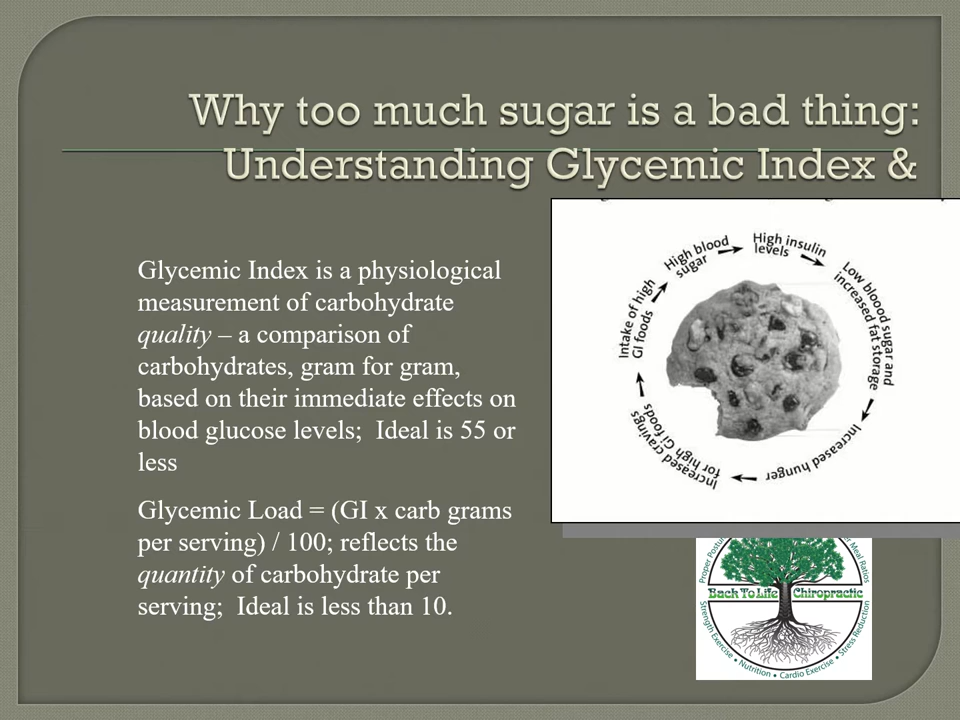 Why too much sugar is a bad thing:
Understanding Glycemic Index &
Glycemic Index is a physiological
measurement of carbohydrate
quality – a comparison of
carbohydrates, gram for gram,
based on their immediate effects on
blood glucose levels;  Ideal is 55 or
less
Glycemic Load = (GI x carb grams
per serving) / 100; reflects the
quantity of carbohydrate per
serving;  Ideal is less than 10.
Intake of high
GI foods
High blood
sugar
High insulin
levels
Low bloood sugar and
increased fat storage
Increased hunger
Increased cravings
for high Gi foods
Proper
Meal Ratios
Back To Life Chiropractic
Strength Exercise • Nutrition • Cardio Exercise • Stress Reduction